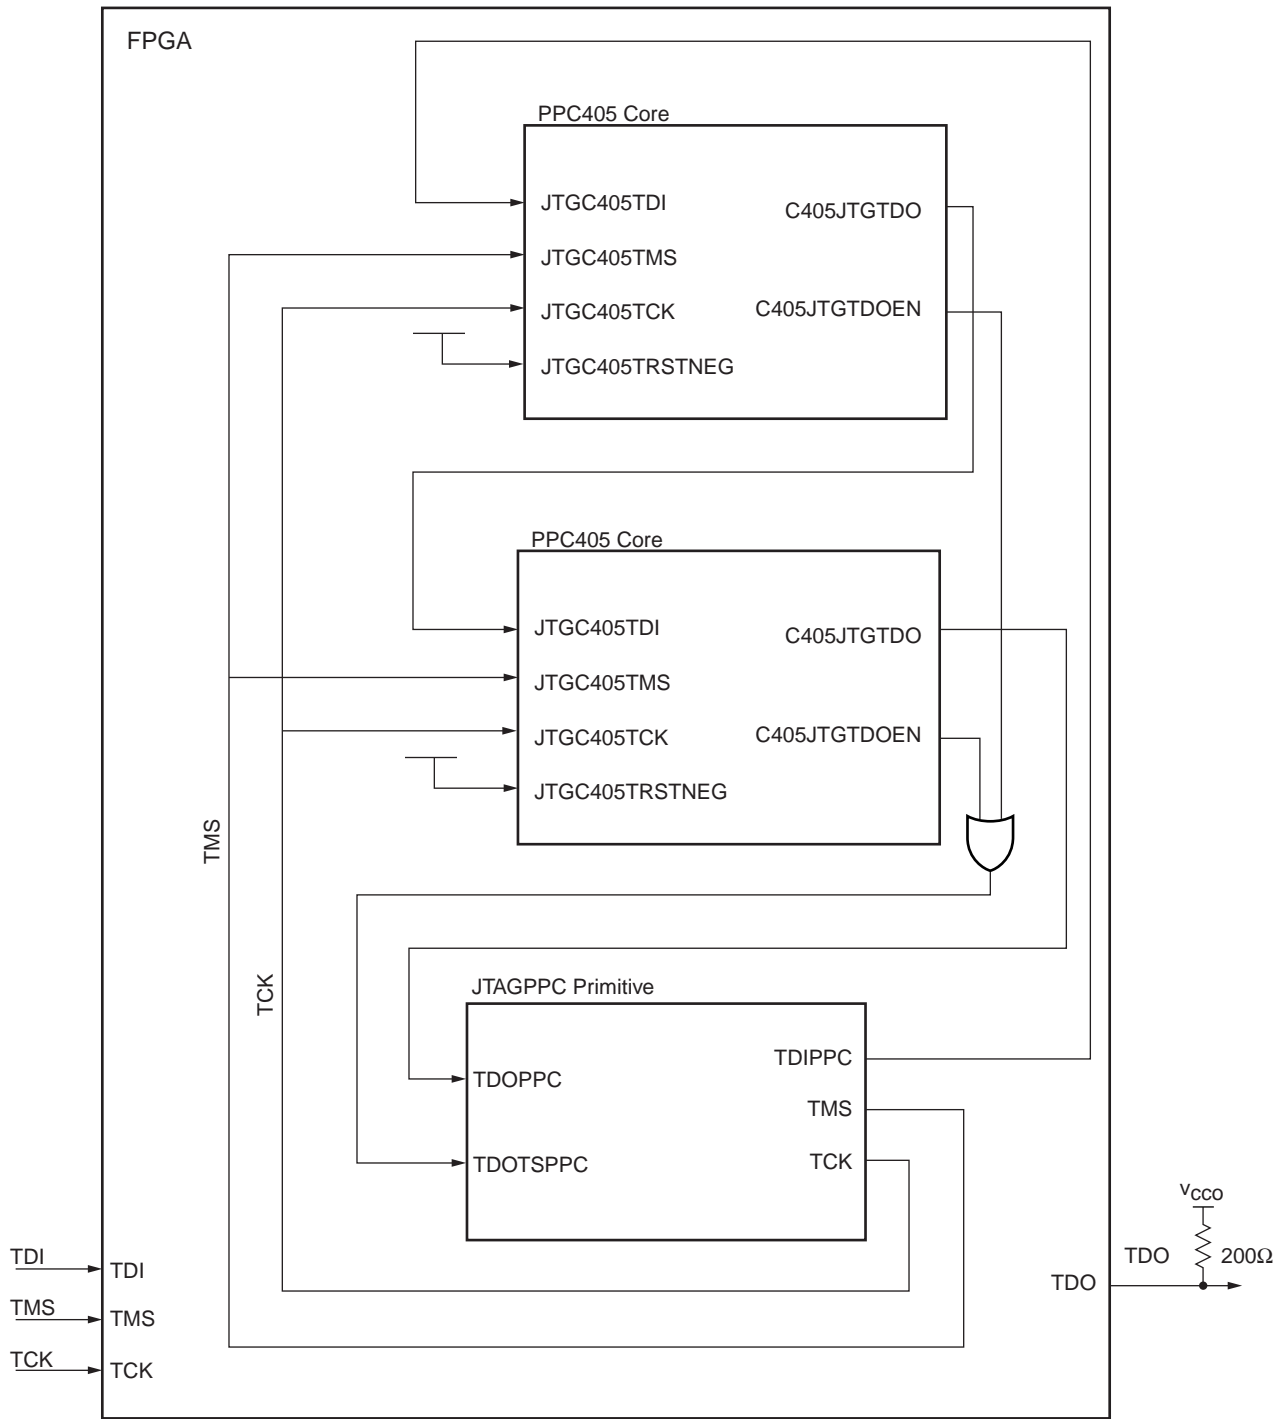 FPGA
PPC405 Core
JTGC405TDI
C405JTGTDO
JTGC405TMS
JTGC405TCK
C405JTGTDOEN
JTGC405TRSTNEG
PPC405 Core
JTGC405TDI
C405JTGTDO
JTGC405TMS
JTGC405TCK
C405JTGTDOEN
JTGC405TRSTNEG
TMS
TCK
JTAGPPC Primitive
TDIPPC
TDOPPC
TMS
TCK
TDOTSPPC
VCCO
200Ω
TDO
TDO
TDI
TDI
TMS
TMS
TCK
TCK